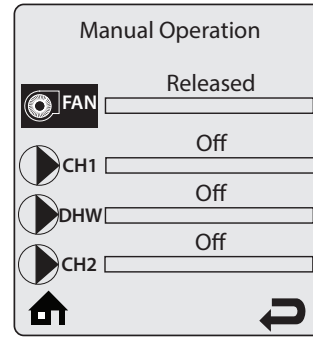 Manual Operation
Released
FAN
Off
CH1
Off
DHW
Off
CH2